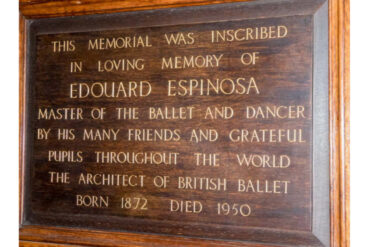 THIS MEMORIAL WAS INSCRIBED
IN LOVING MEMORY OF
EDOUARD ESPINOSA
MASTER OF THE BALLET AND DANCER
BY HIS MANY FRIENDS AND GRATEFUL
PUPILS THROUGHOUT THE WORLD
THE ARCHITECT OF BRITISH BALLET
BORN 1872 DIED 1950